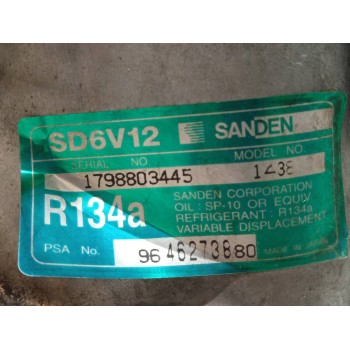 SD6V12 SANDEN
SERIAL NO MODEL NO.
1798803445 1438
R134a
SANDEN CORPORATION
OIL: SP-10 OR EQUIV.
REFRIGERANT: R134a
VARIABLE DISPLACEMENT
PSA No. 96 46273880
MADE IN JAPAN